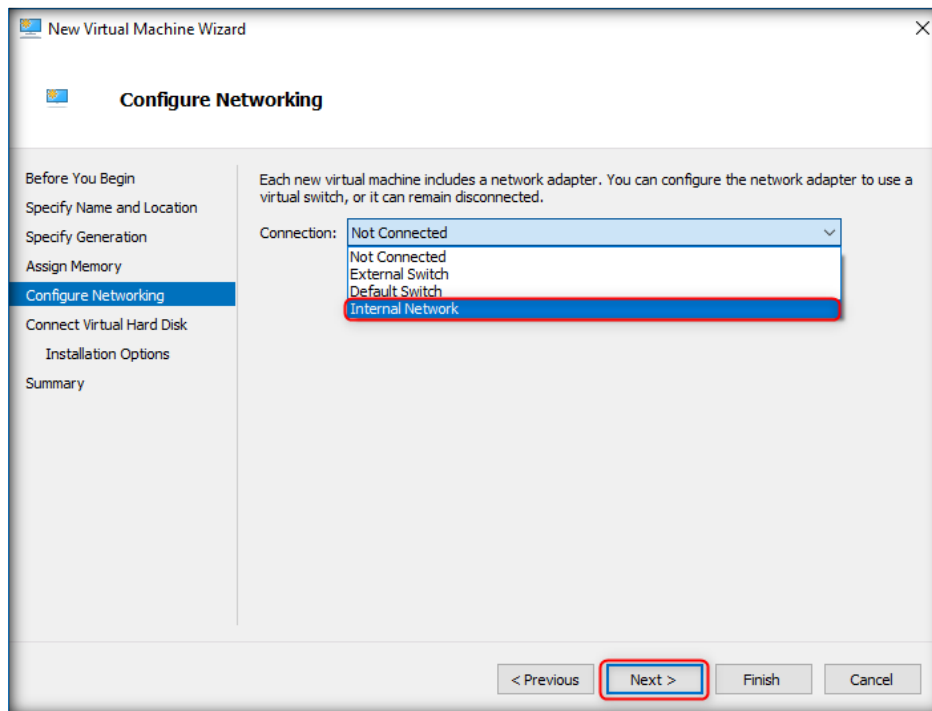 New Virtual Machine Wizard
Configure Networking
Before You Begin
Specify Name and Location
Specify Generation
Assign Memory
Configure Networking
Connect Virtual Hard Disk
Installation Options
Summary
Each new virtual machine includes a network adapter. You can configure the network adapter to use a
virtual switch, or it can remain disconnected.
Connection: Not Connected
Not Connected
External Switch
Default Switch
Internal Network
< Previous Next > Finish Cancel